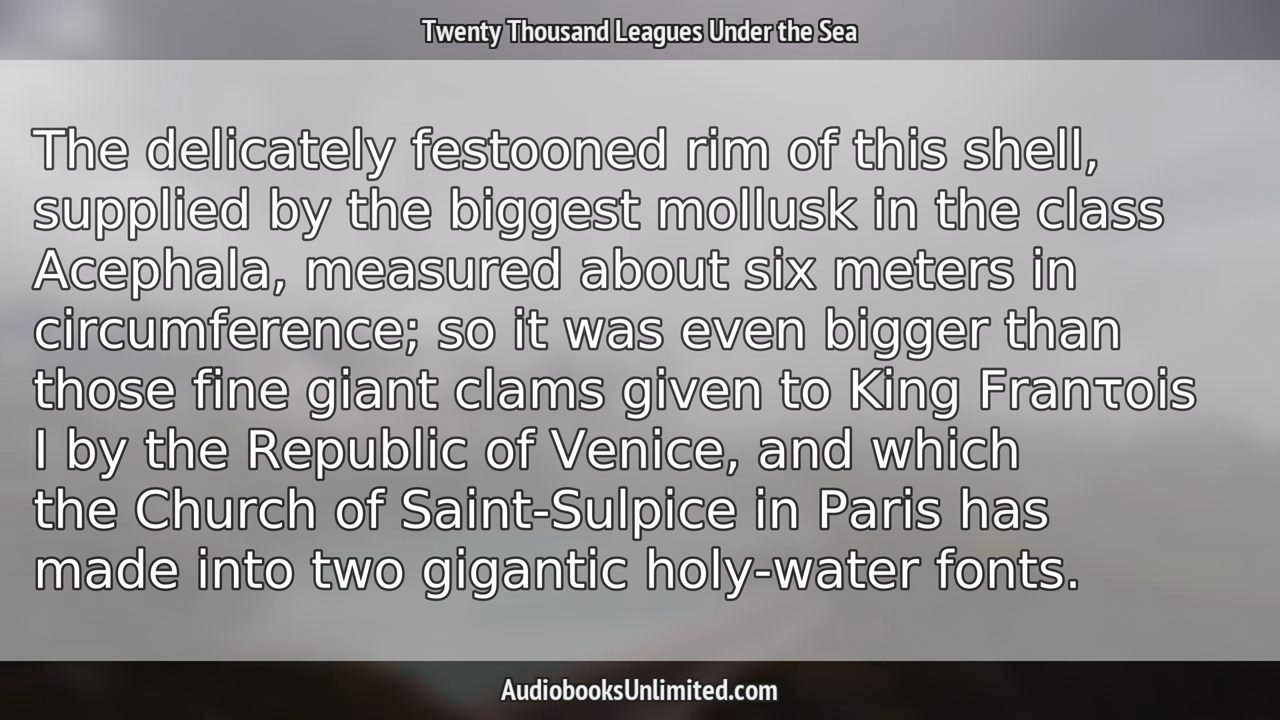 Twenty Thousand Leagues Under the Sea
The delicately festooned rim of this shell,
supplied by the biggest mollusk in the class
Acephala, measured about six meters in
circumference; so it was even bigger than
those fine giant clams given to King Franτois
I by the Republic of Venice, and which
the Church of Saint-Sulpice in Paris has
made into two gigantic holy-water fonts.
AudiobooksUnlimited.com